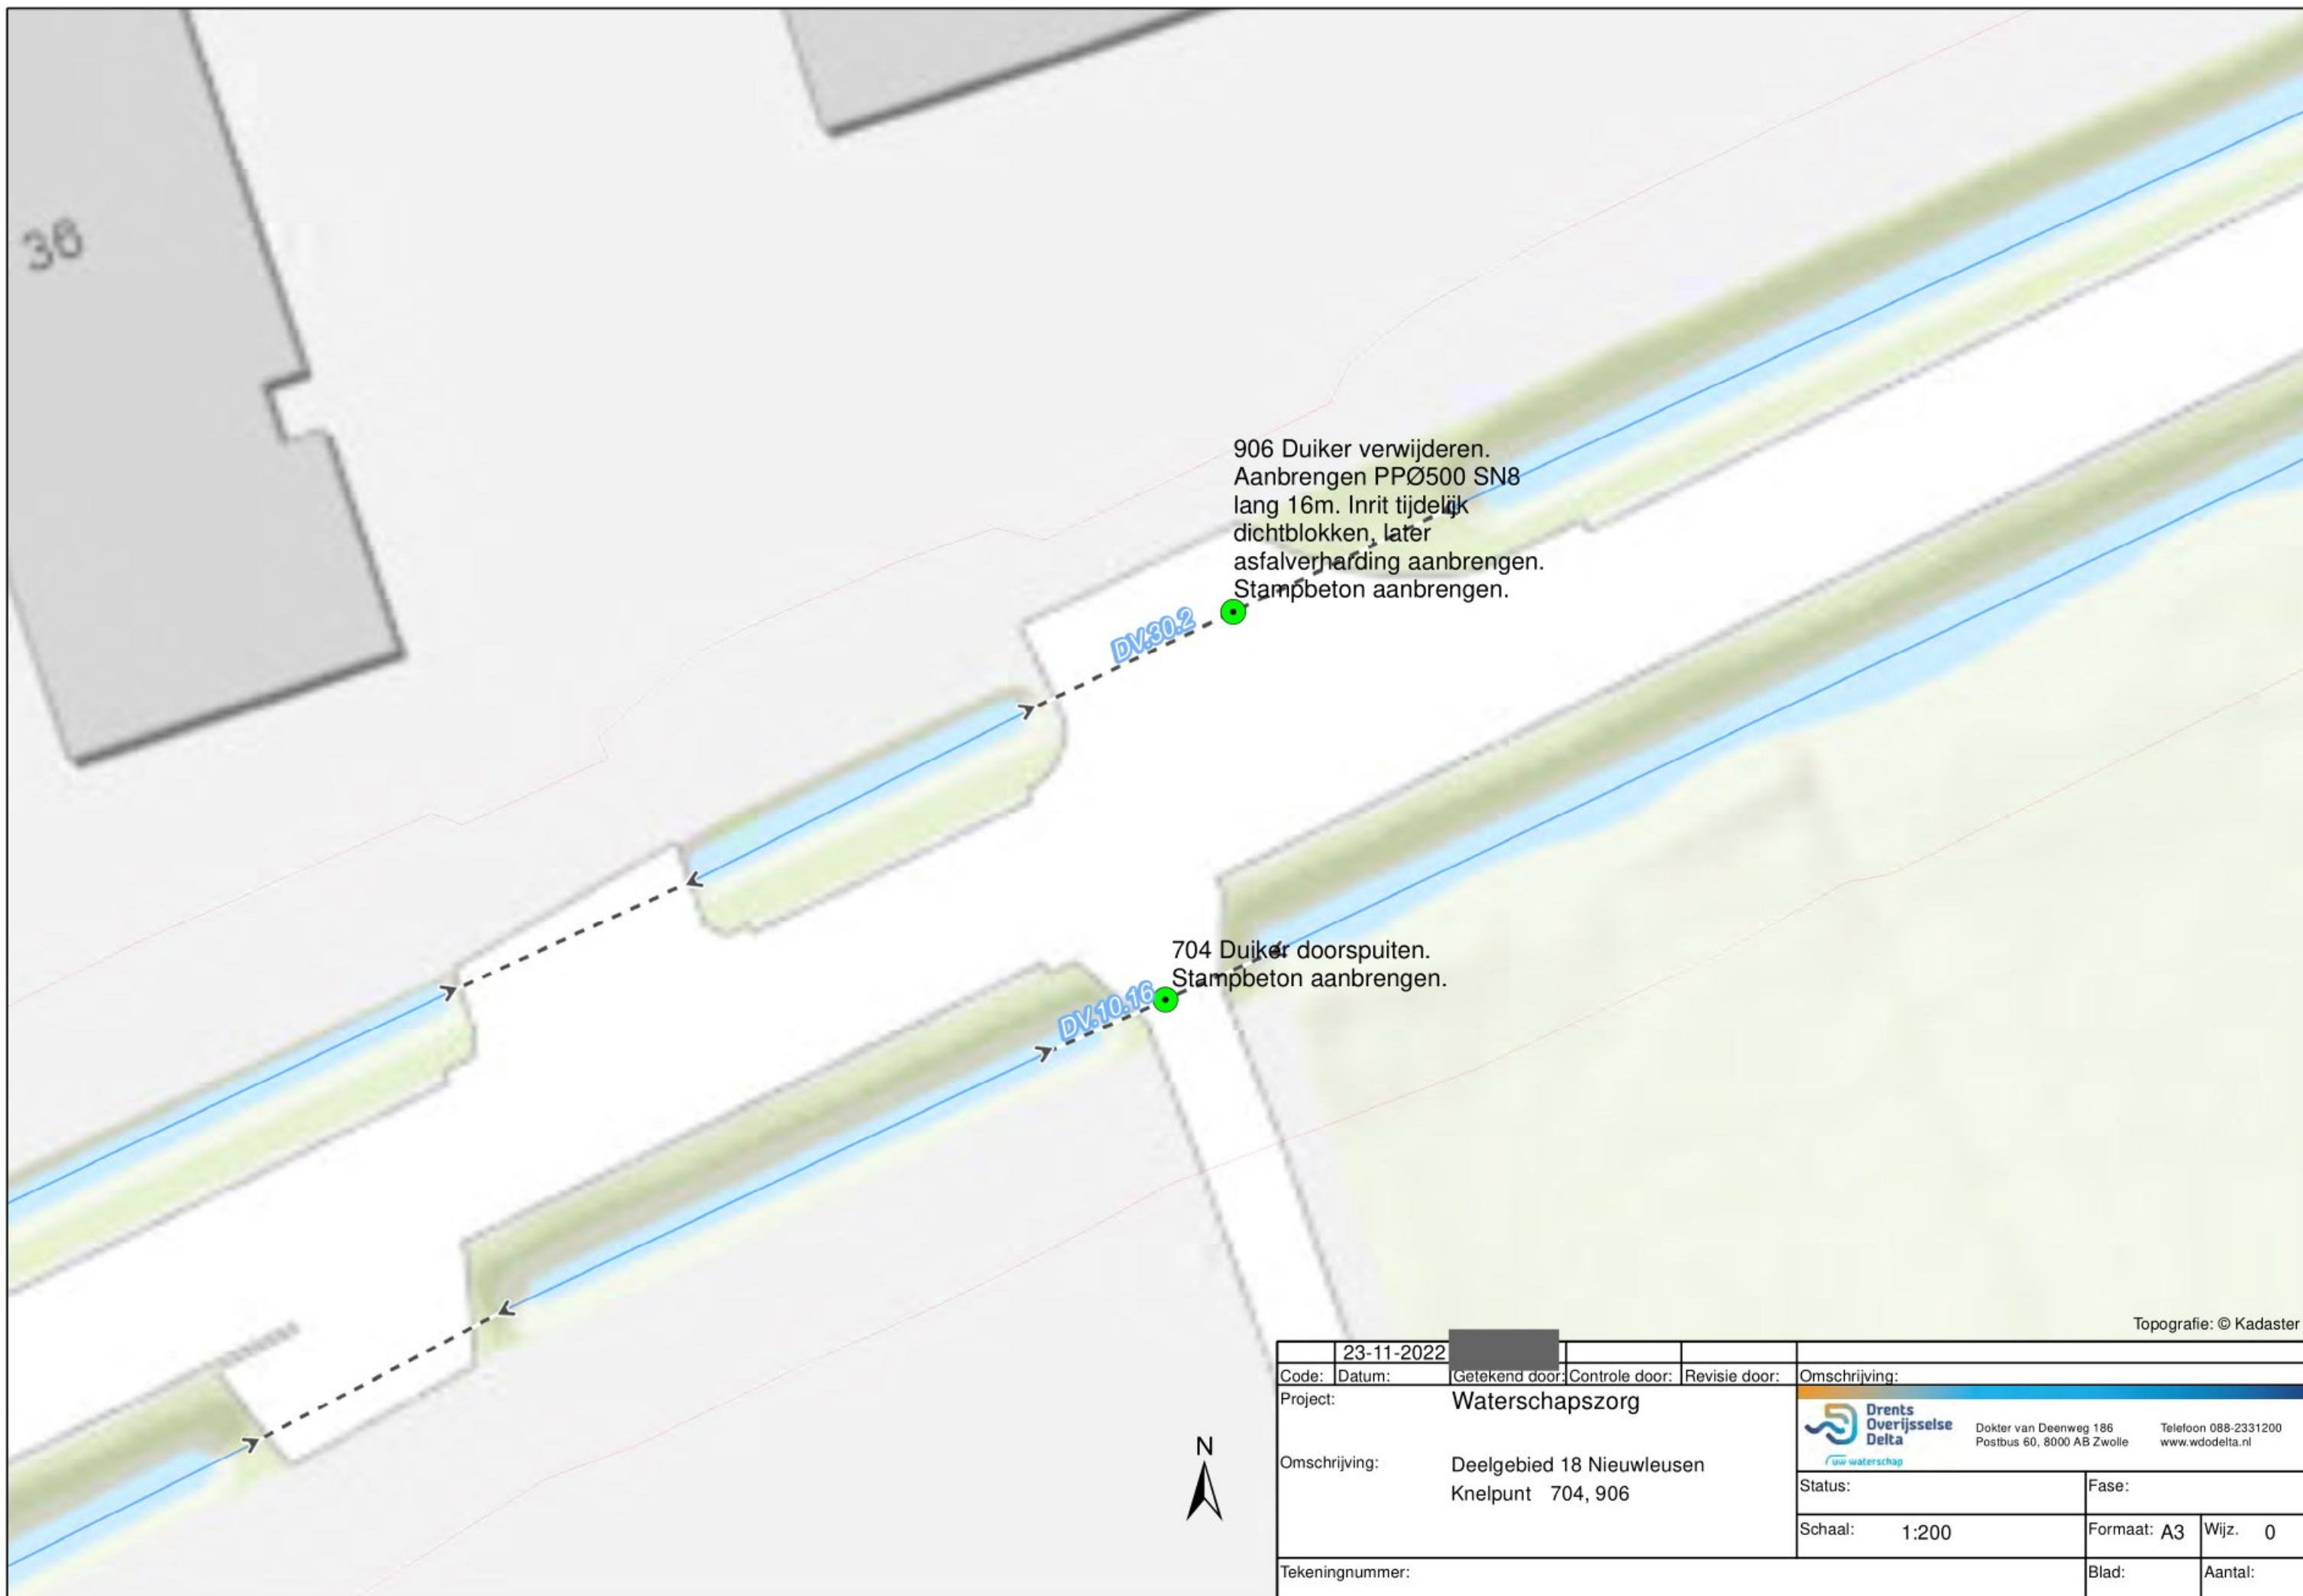 36
906 Duiker verwijderen.
Aanbrengen PPØ500 SN8
lang 16m. Inrit tijdelijk
dichtblokken, later
asfalverharding aanbrengen.
Stampbeton aanbrengen.
DV.30.2
704 Duiker doorspuiten.
Stampbeton aanbrengen.
DV.10.16
Topografie: © Kadaster
N
23-11-2022
Code: Datum: Getekend door: Controle door: Revisie door: Omschrijving:
Project: Waterschapszorg
Drents
Overijsselse
Delta
uw waterschap
Dokter van Deenweg 186
Postbus 60, 8000 AB Zwolle
Telefoon 088-2331200
www.wdodelta.nl
Omschrijving: Deelgebied 18 Nieuwleusen
Knelpunt 704, 906
Status: Fase:
Schaal: 1:200 Formaat: A3 Wijz. 0
Tekeningnummer: Blad: Aantal: